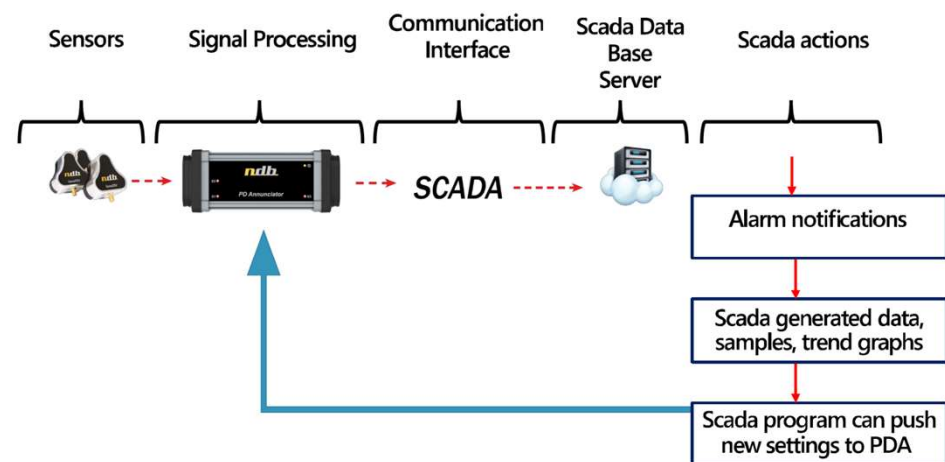 Sensors
Signal Processing
Communication
Interface
Scada Data
Base
Server
Scada actions
ndb
PD Annunciator
SCADA
Alarm notifications
Scada generated data,
samples, trend graphs
Scada program can push
new settings to PDA